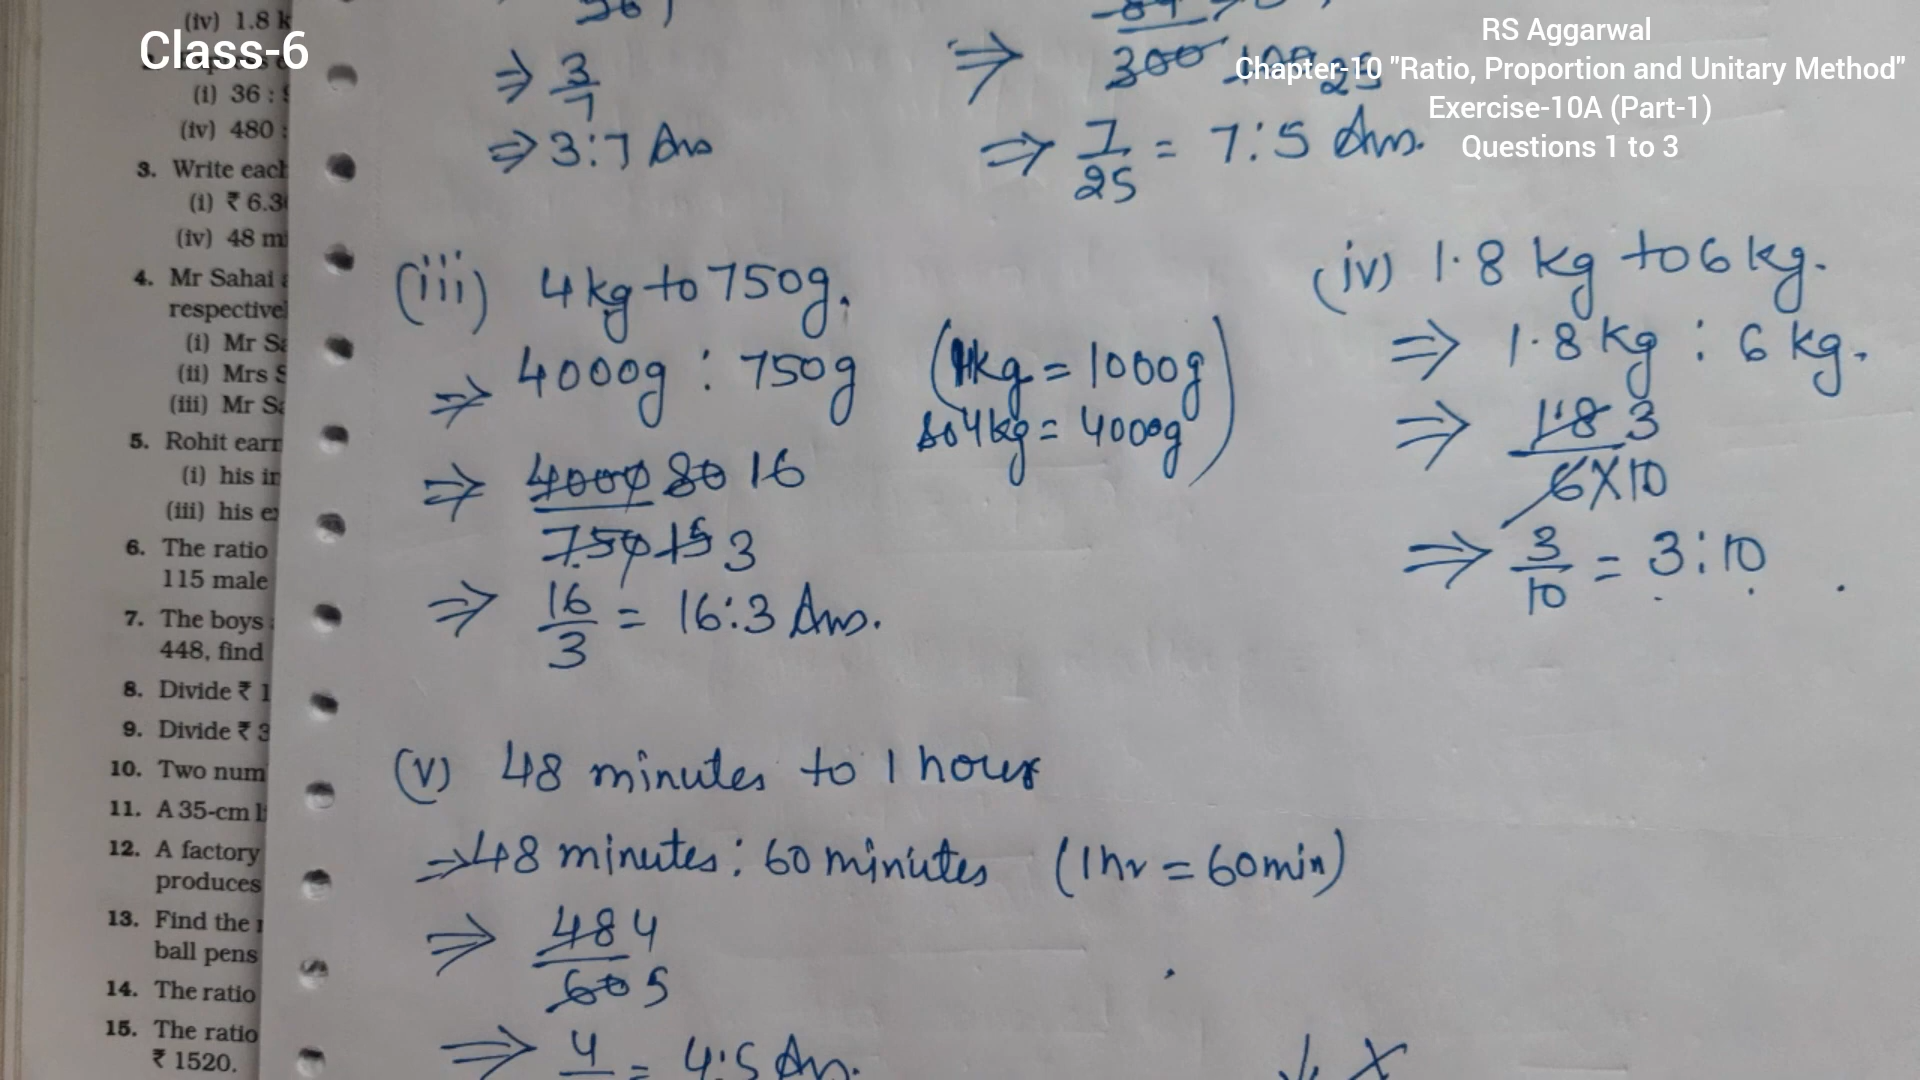 Class-6
RS Aggarwal
Chapter-10 "Ratio, Proportion and Unitary Method"
Exercise-10A (Part-1)
Questions 1 to 3
(iv) 1.8 k
(i) 36 :
(iv) 480 :
3. Write each
(i) ₹ 6.3
(iv) 48 m
4. Mr Sahai
respective
(i) Mr Sa
(ii) Mrs S
(iii) Mr Sa
5. Rohit earn
(i) his in
(iii) his e
6. The ratio
115 male
7. The boys
448, find
8. Divide ₹ 1
9. Divide ₹ 3
10. Two num
11. A 35-cm l
12. A factory
produces
13. Find the
ball pens
14. The ratio
15. The ratio
₹ 1520.
⇒ 3/7
⇒ 3:7 Ans
⇒ 300 100 25
⇒ 7/25 = 7:5 Ans.
(iii) 4kg to 750g.
⇒ 4000g : 750g (1kg = 1000g
so 4kg = 4000g)
⇒ 4000 80 16
750 15 3
⇒ 16/3 = 16:3 Ans.
(iv) 1.8 kg to 6 kg.
⇒ 1.8 kg : 6 kg.
⇒ 1.8 3
6×10
⇒ 3/10 = 3:10
(v) 48 minutes to 1 hour
⇒ 48 minutes : 60 minutes (1hr = 60min)
⇒ 48 4
60 5
⇒ 4 = 4:5 Ans.